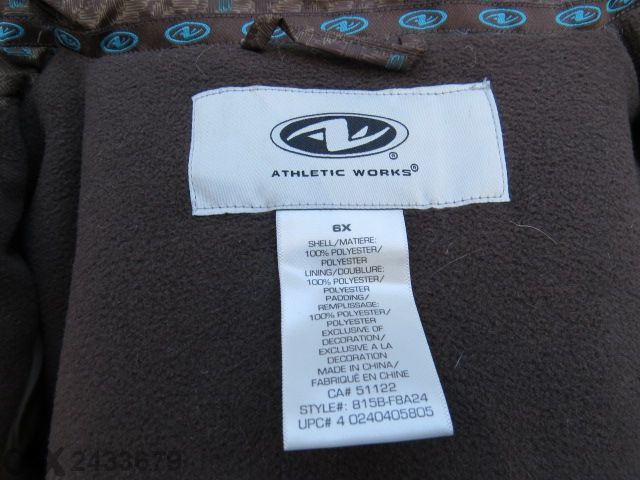 ATHLETIC WORKS®
6X
SHELL/MATIERE:
100% POLYESTER/
POLYESTER
LINING/DOUBLURE:
100% POLYESTER/
POLYESTER
PADDING/
REMPLISSAGE:
100% POLYESTER/
POLYESTER
EXCLUSIVE OF
DECORATION/
EXCLUSIVE A LA
DECORATION
MADE IN CHINA/
FABRIQUÉ EN CHINE
CA# 51122
STYLE#: 815B-F8A24
UPC# 4 0240405805
2433679